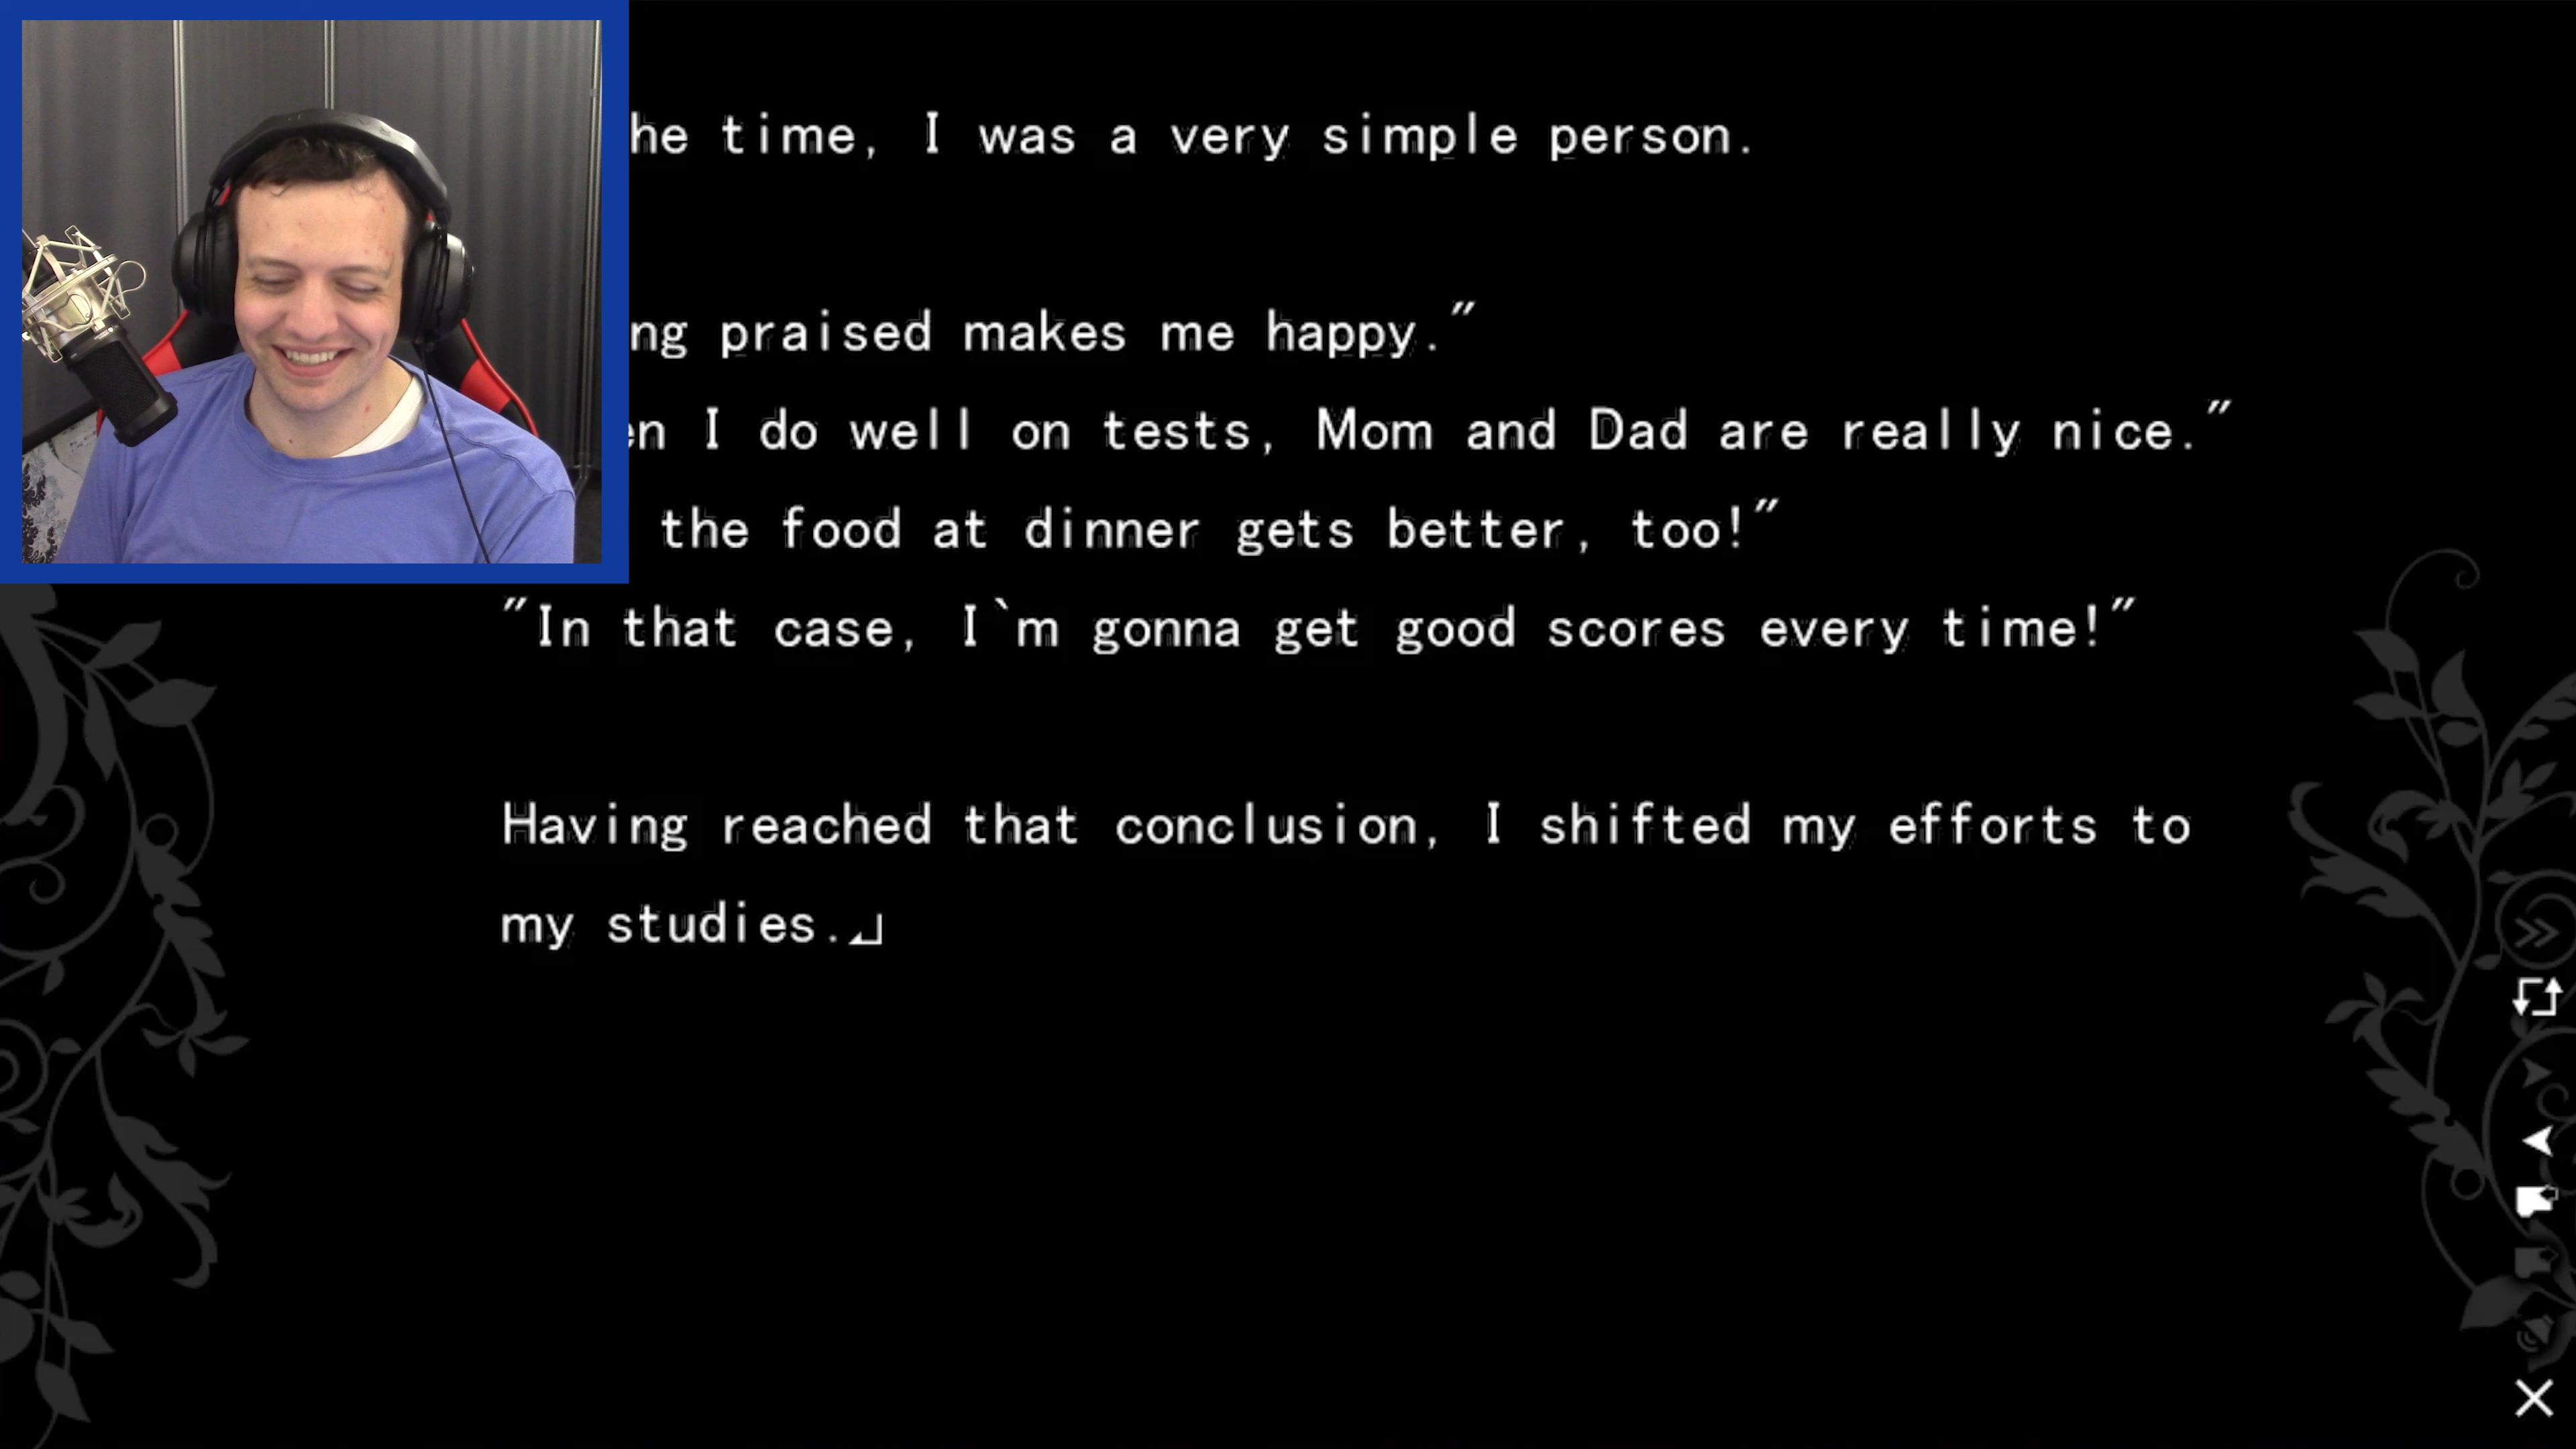 he time, I was a very simple person.
ng praised makes me happy."
en I do well on tests, Mom and Dad are really nice."
the food at dinner gets better, too!"
"In that case, I`m gonna get good scores every time!"
Having reached that conclusion, I shifted my efforts to
my studies.